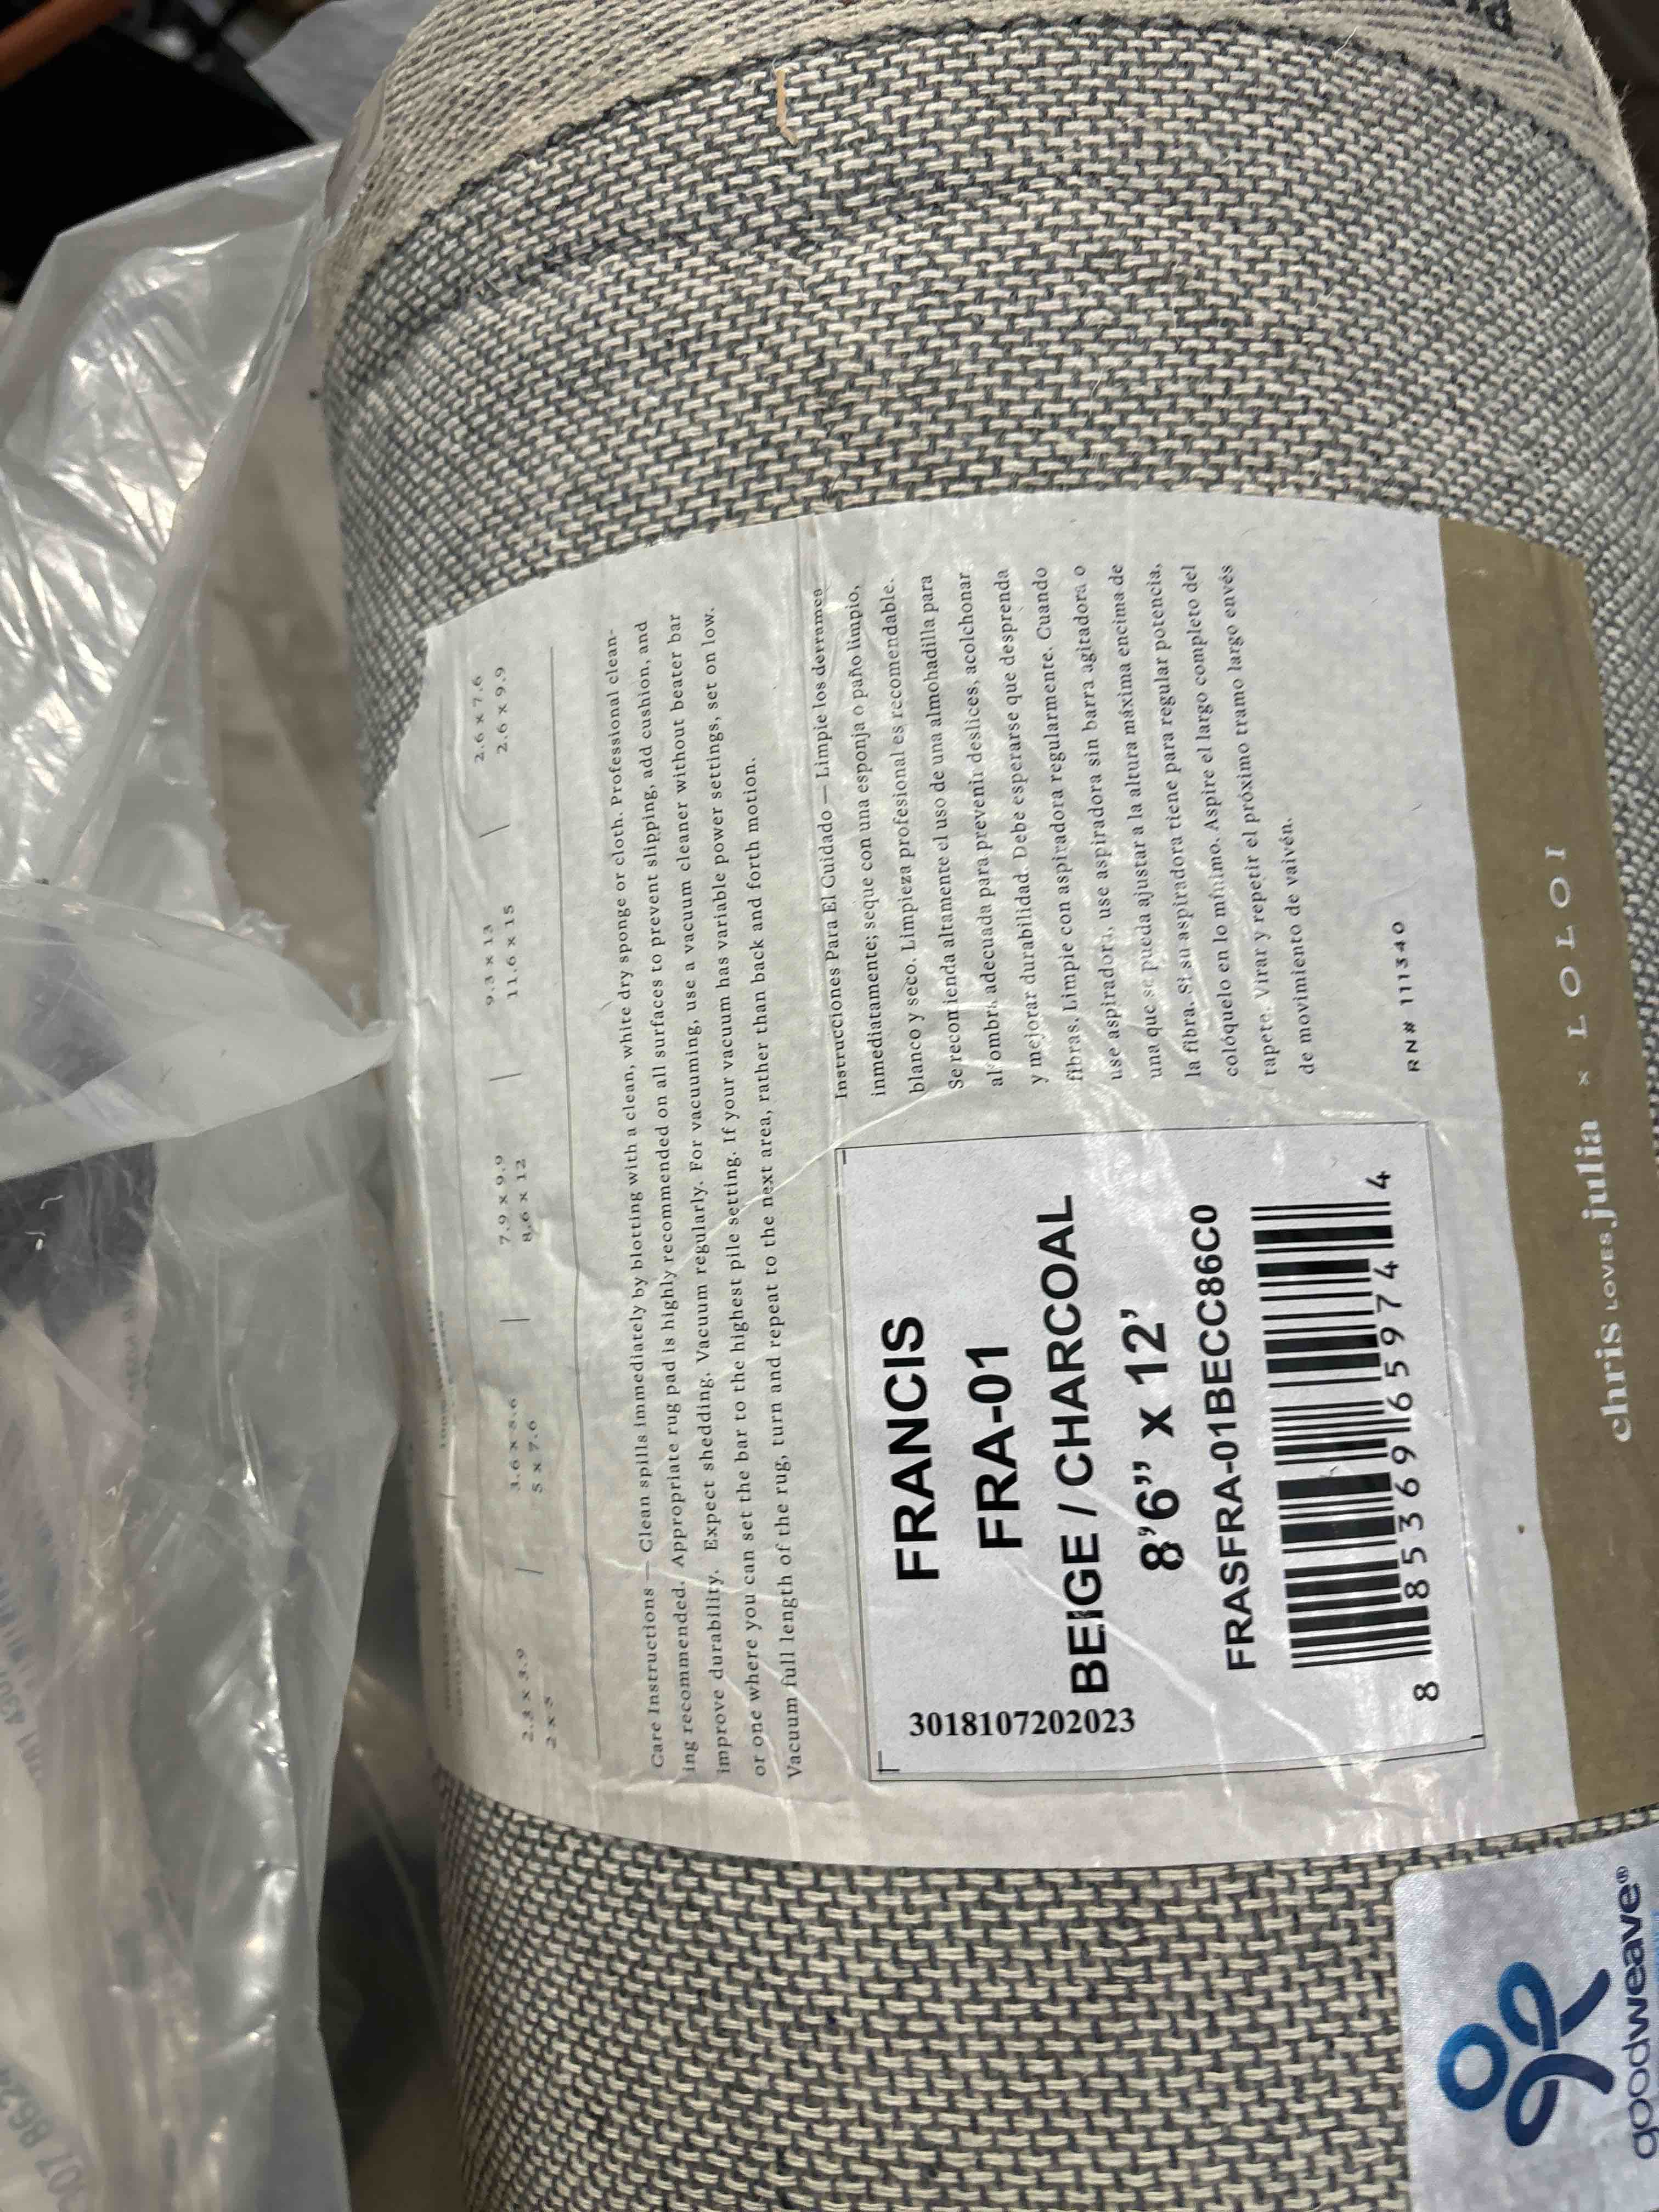 2.3 x 3.9 | 3.6 x 5.6 | 7.9 x 9.9 | 9.3 x 13 | 2.6 x 7.6
2 x 5 5 x 7.6 8.6 x 12 11.6 x 15 2.6 x 9.9
Care Instructions — Clean spills immediately by blotting with a clean, white dry sponge or cloth. Professional clean-
ing recommended. Appropriate rug pad is highly recommended on all surfaces to prevent slipping, add cushion, and
improve durability. Expect shedding. Vacuum regularly. For vacuuming, use a vacuum cleaner without beater bar
or one where you can set the bar to the highest pile setting. If your vacuum has variable power settings, set on low.
Vacuum full length of the rug, turn and repeat to the next area, rather than back and forth motion.
FRANCIS
FRA-01
BEIGE / CHARCOAL
8'6" x 12'
FRASFRA-01BECC86C0
8 85369 65974 4
3018107202023
Instrucciones Para El Cuidado — Limpie los derrames
inmediatamente; seque con una esponja o paño limpio,
blanco y seco. Limpieza profesional es recomendable.
Se recomienda altamente el uso de una almohadilla para
alfombra adecuada para prevenir deslices, acolchonar
y mejorar durabilidad. Debe esperarse que desprenda
fibras. Limpie con aspiradora regularmente. Cuando
use aspiradora, use aspiradora sin barra agitadora o
una que se pueda ajustar a la altura máxima encima de
la fibra. Si su aspiradora tiene para regular potencia,
colóquelo en lo mínimo. Aspire el largo completo del
tapete. Virar y repetir el próximo tramo largo envés
de movimiento de vaivén.
RN# 111340
chris LOVES julia × LOLOI
goodweave®